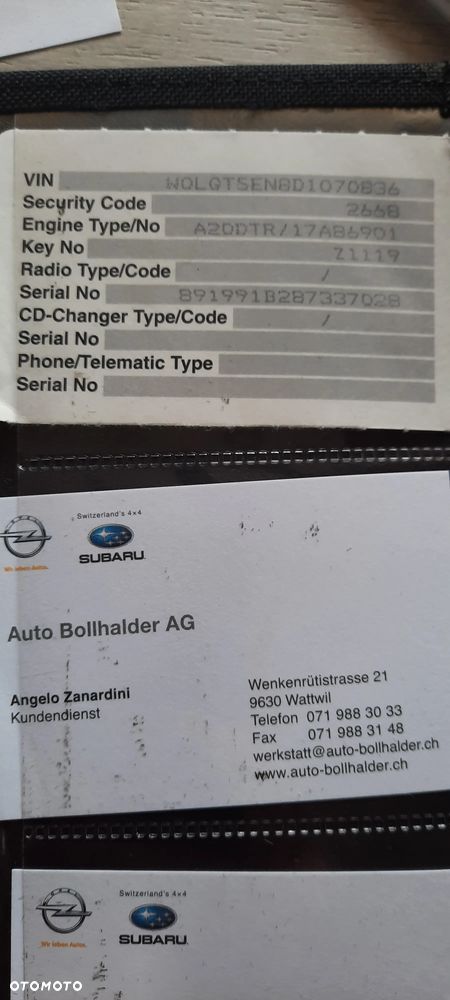 VIN W0LGT5EN8D1070836
Security Code 2668
Engine Type/No A20DTR/17AB6901
Key No Z1119
Radio Type/Code /
Serial No 891991B287337028
CD-Changer Type/Code /
Serial No
Phone/Telematic Type
Serial No
Switzerland's 4x4
SUBARU
Wir leben Autos.
Auto Bollhalder AG
Angelo Zanardini
Kundendienst
Wenkenrütistrasse 21
9630 Wattwil
Telefon 071 988 30 33
Fax 071 988 31 48
werkstatt@auto-bollhalder.ch
www.auto-bollhalder.ch
OPEL
Switzerland's 4x4
SUBARU
Wir leben Autos.
OTOMOTO